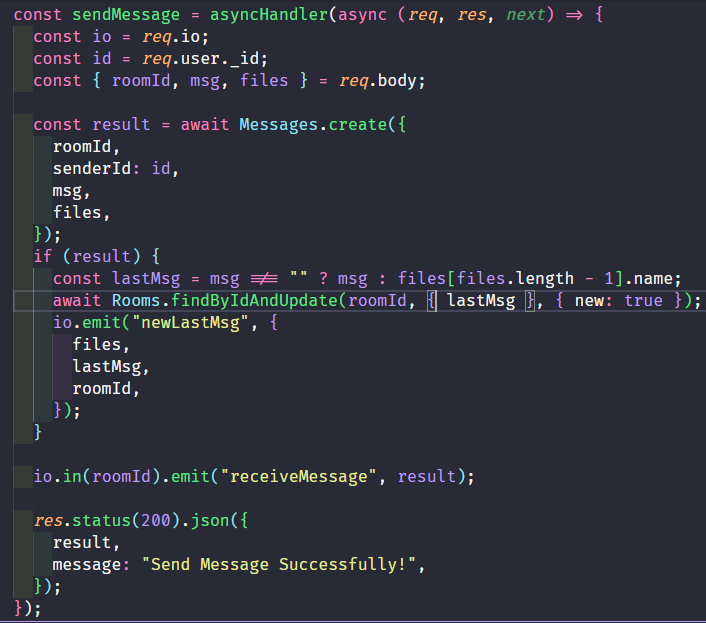 const sendMessage = asyncHandler(async (req, res, next) => {
  const io = req.io;
  const id = req.user._id;
  const { roomId, msg, files } = req.body;

  const result = await Messages.create({
    roomId,
    senderId: id,
    msg,
    files,
  });
  if (result) {
    const lastMsg = msg !== "" ? msg : files[files.length - 1].name;
    await Rooms.findByIdAndUpdate(roomId, { lastMsg }, { new: true });
    io.emit("newLastMsg", {
      files,
      lastMsg,
      roomId,
    });
  }

  io.in(roomId).emit("receiveMessage", result);

  res.status(200).json({
    result,
    message: "Send Message Successfully!",
  });
});